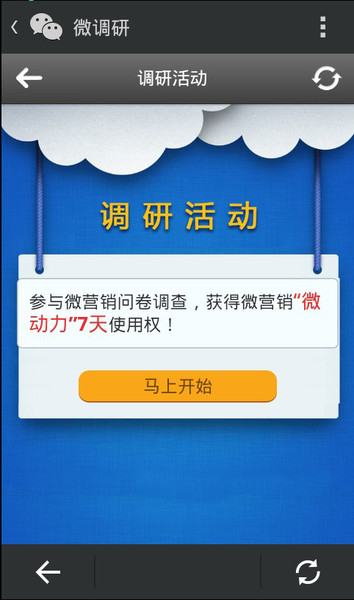 微调研
调研活动
调研活动
参与微营销问卷调查，获得微营销“微
动力”7天使用权！
马上开始